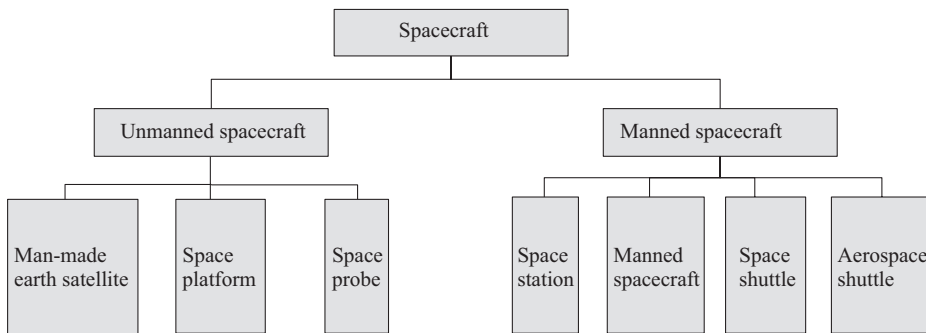 Spacecraft
Unmanned spacecraft
Manned spacecraft
Man-made
earth satellite
Space
platform
Space
probe
Space
station
Manned
spacecraft
Space
shuttle
Aerospace
shuttle